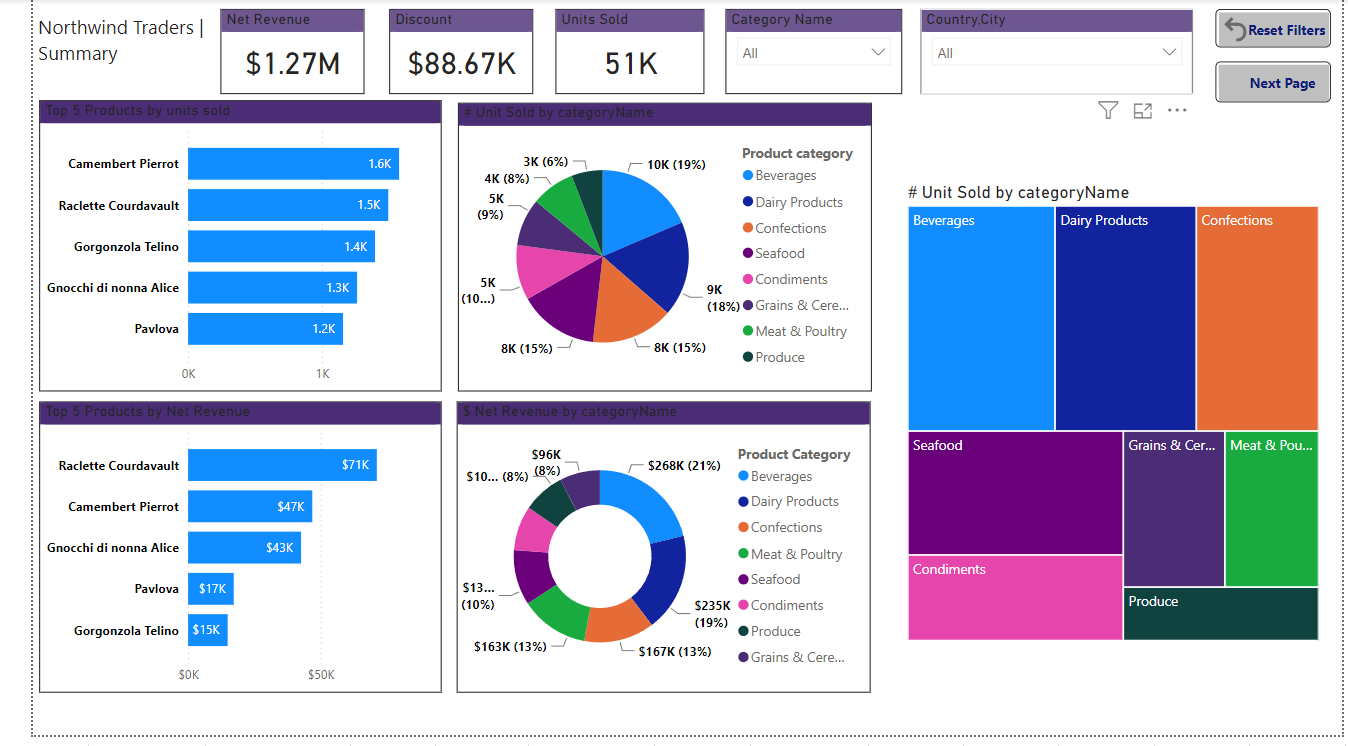 Northwind Traders |
Summary
Net Revenue
$1.27M
Discount
$88.67K
Units Sold
51K
Category Name
All
Country,City
All
Reset Filters
Next Page
Top 5 Products by units sold
Camembert Pierrot
1.6K
Raclette Courdavault
1.5K
Gorgonzola Telino
1.4K
Gnocchi di nonna Alice
1.3K
Pavlova
1.2K
0K
1K
# Unit Sold by categoryName
3K (6%)
10K (19%)
4K (8%)
5K
(9%)
5K
(10...)
9K
(18%)
8K (15%)
8K (15%)
Product category
Beverages
Dairy Products
Confections
Seafood
Condiments
Grains & Cere...
Meat & Poultry
Produce
# Unit Sold by categoryName
Beverages
Dairy Products
Confections
Seafood
Grains & Cer...
Meat & Pou...
Condiments
Produce
Top 5 Products by Net Revenue
Raclette Courdavault
$71K
Camembert Pierrot
$47K
Gnocchi di nonna Alice
$43K
Pavlova
$17K
Gorgonzola Telino
$15K
$0K
$50K
$ Net Revenue by categoryName
$96K
(8%)
$268K (21%)
$10... (8%)
$13...
(10%)
$235K
(19%)
$163K (13%)
$167K (13%)
Product Category
Beverages
Dairy Products
Confections
Meat & Poultry
Seafood
Condiments
Produce
Grains & Cere...